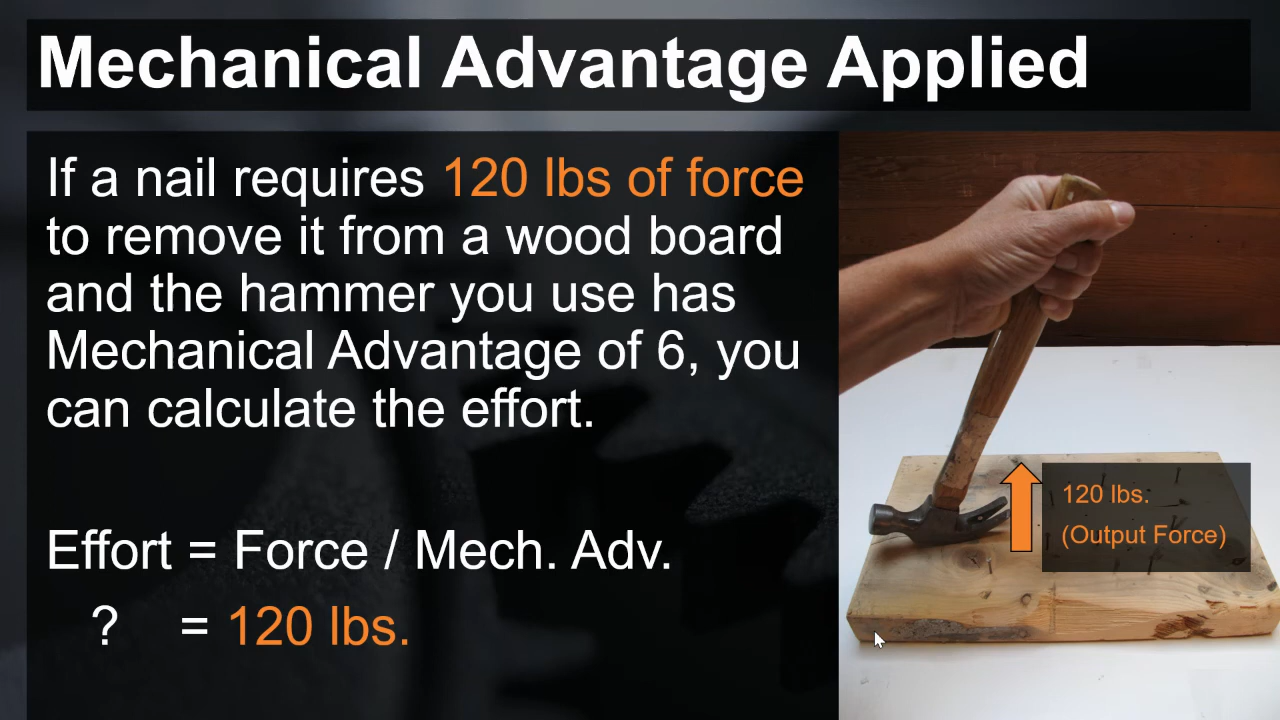 Mechanical Advantage Applied
If a nail requires 120 lbs of force
to remove it from a wood board
and the hammer you use has
Mechanical Advantage of 6, you
can calculate the effort.
Effort = Force / Mech. Adv.
? = 120 lbs.
120 lbs.
(Output Force)